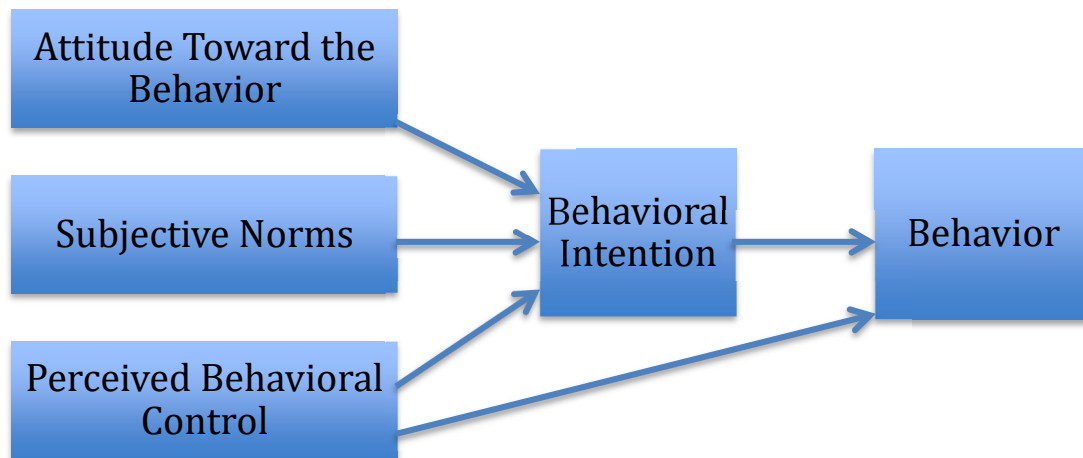 Attitude Toward the
Behavior
Subjective Norms
Perceived Behavioral
Control
Behavioral
Intention
Behavior